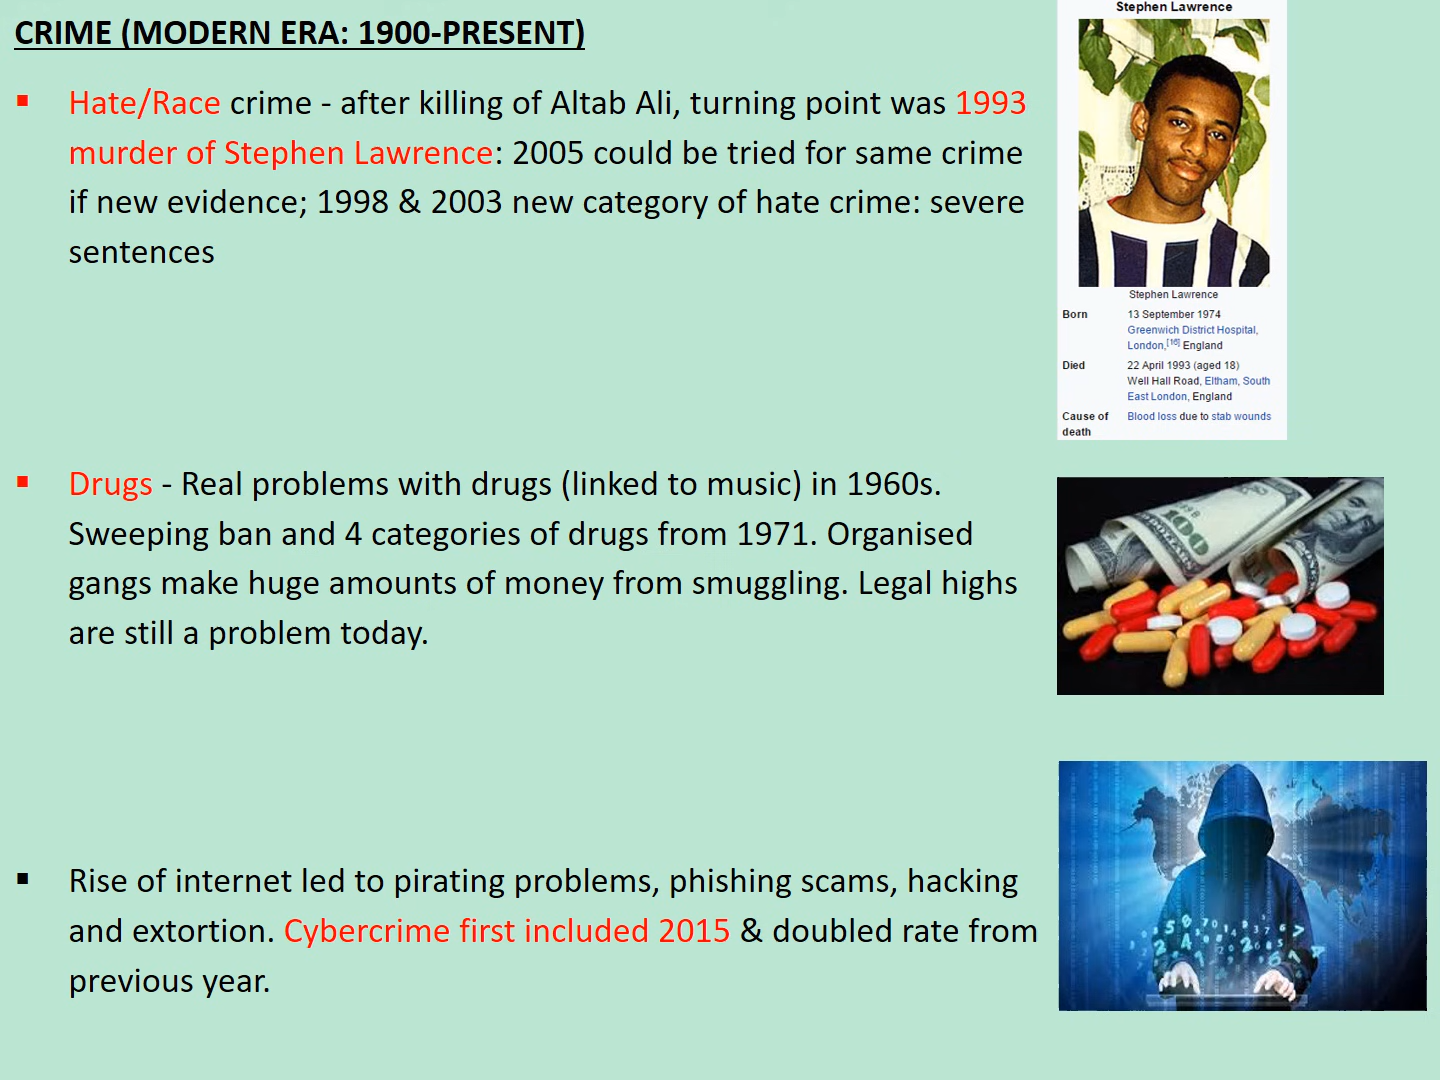 CRIME (MODERN ERA: 1900-PRESENT)
Hate/Race crime - after killing of Altab Ali, turning point was 1993
murder of Stephen Lawrence: 2005 could be tried for same crime
if new evidence; 1998 & 2003 new category of hate crime: severe
sentences
Stephen Lawrence
Stephen Lawrence
Born 13 September 1974
Greenwich District Hospital,
London,[16] England
Died 22 April 1993 (aged 18)
Well Hall Road, Eltham, South
East London, England
Cause of Blood loss due to stab wounds
death
Drugs - Real problems with drugs (linked to music) in 1960s.
Sweeping ban and 4 categories of drugs from 1971. Organised
gangs make huge amounts of money from smuggling. Legal highs
are still a problem today.
100
Rise of internet led to pirating problems, phishing scams, hacking
and extortion. Cybercrime first included 2015 & doubled rate from
previous year.